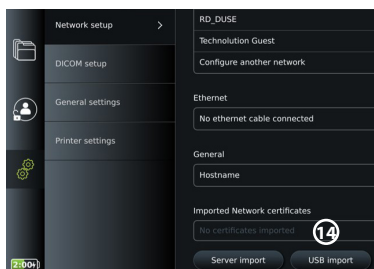 Network setup
DICOM setup
General settings
Printer settings
2:00
RD_DUSE
Technolution Guest
Configure another network
Ethernet
No ethernet cable connected
General
Hostname
Imported Network certificates
No certificates imported
14
Server import
USB import